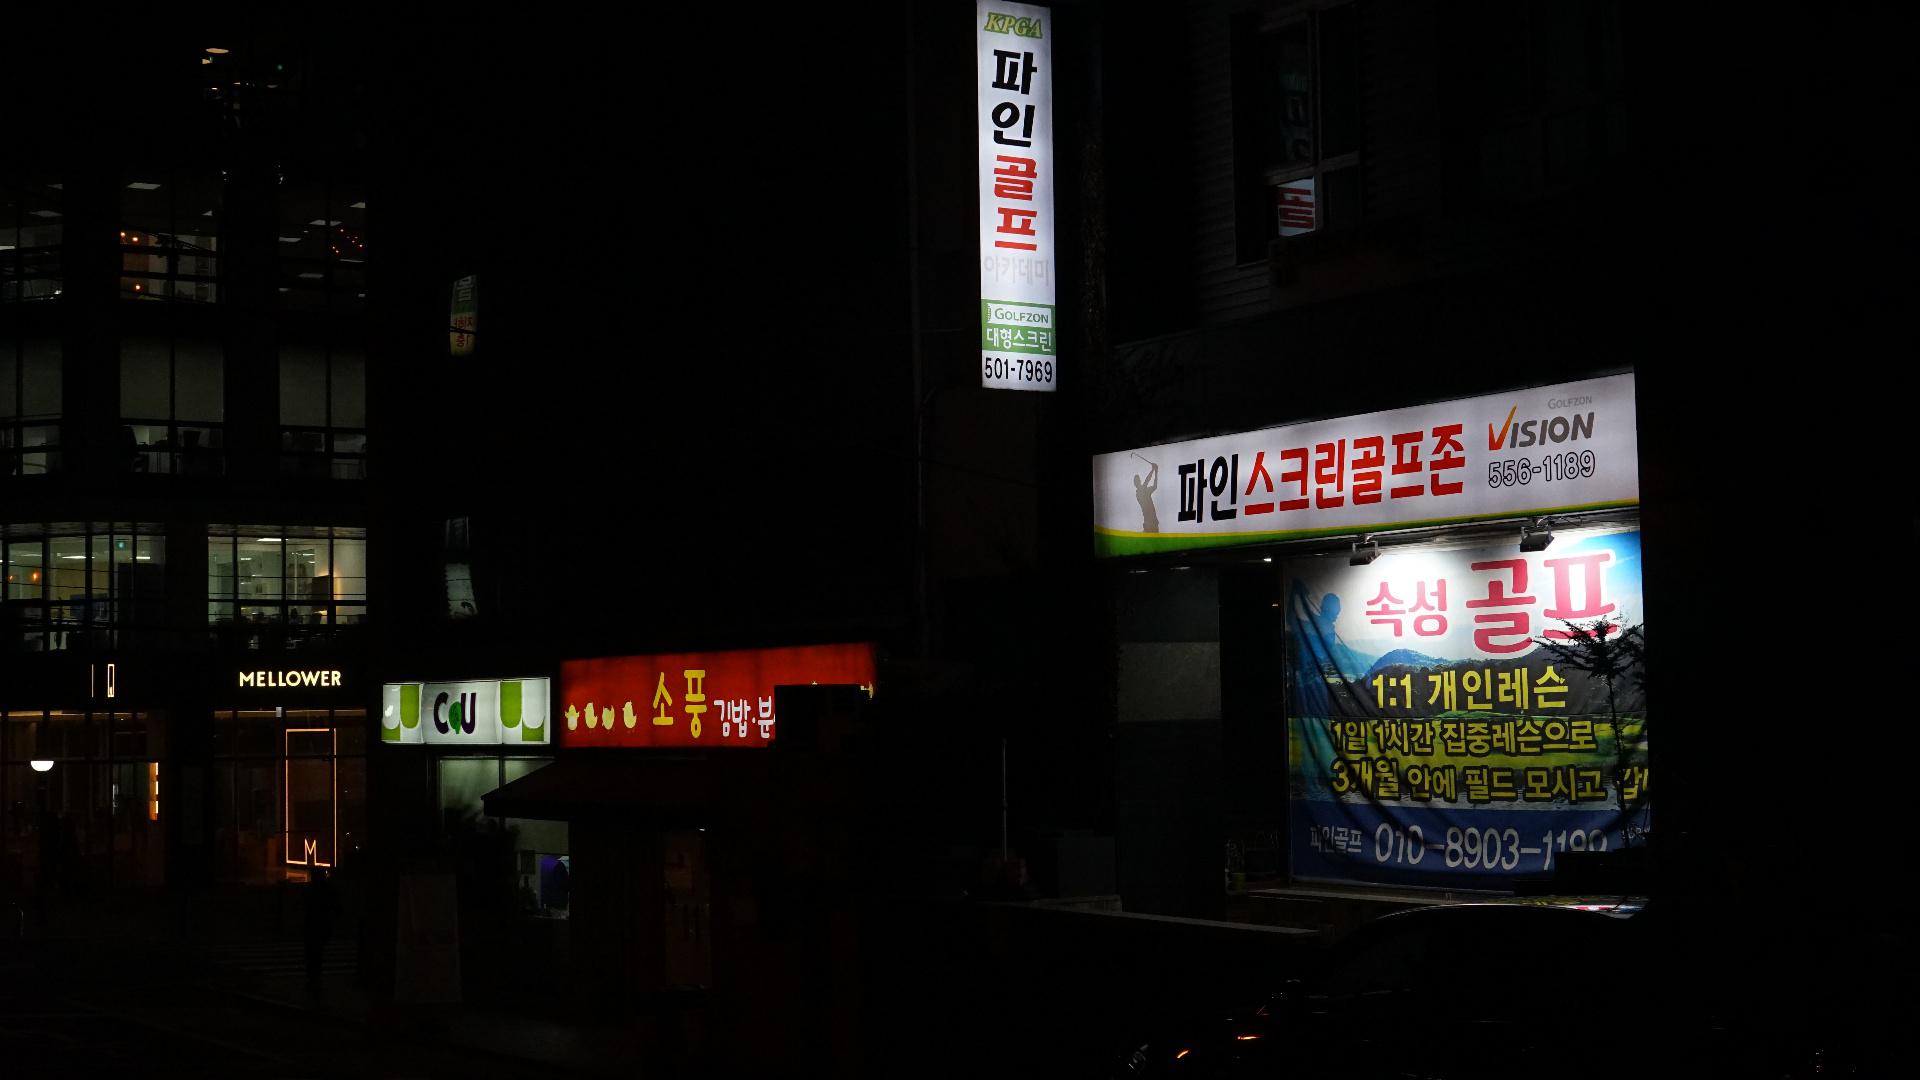 KPGA
파인골프
아카데미
GOLFZON
대형스크린
501-7969
GOLFZON
VISION
파인스크린골프존
556-1189
속성 골프
1:1 개인레슨
1일 1시간 집중레슨으로
3개월 안에 필드 모시고
파인골프 010-8903-1189
MELLOWER
M
소풍 김밥·분